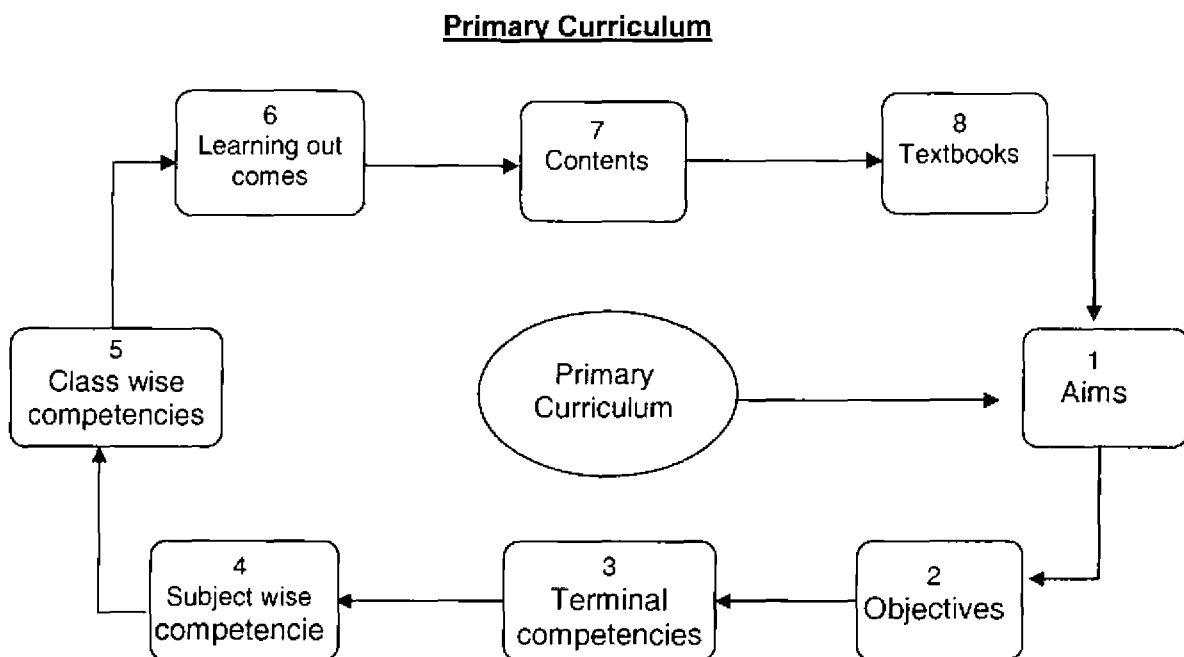 Primary Curriculum
6
Learning out
comes
7
Contents
8
Textbooks
5
Class wise
competencies
Primary
Curriculum
1
Aims
4
Subject wise
competencie
3
Terminal
competencies
2
Objectives